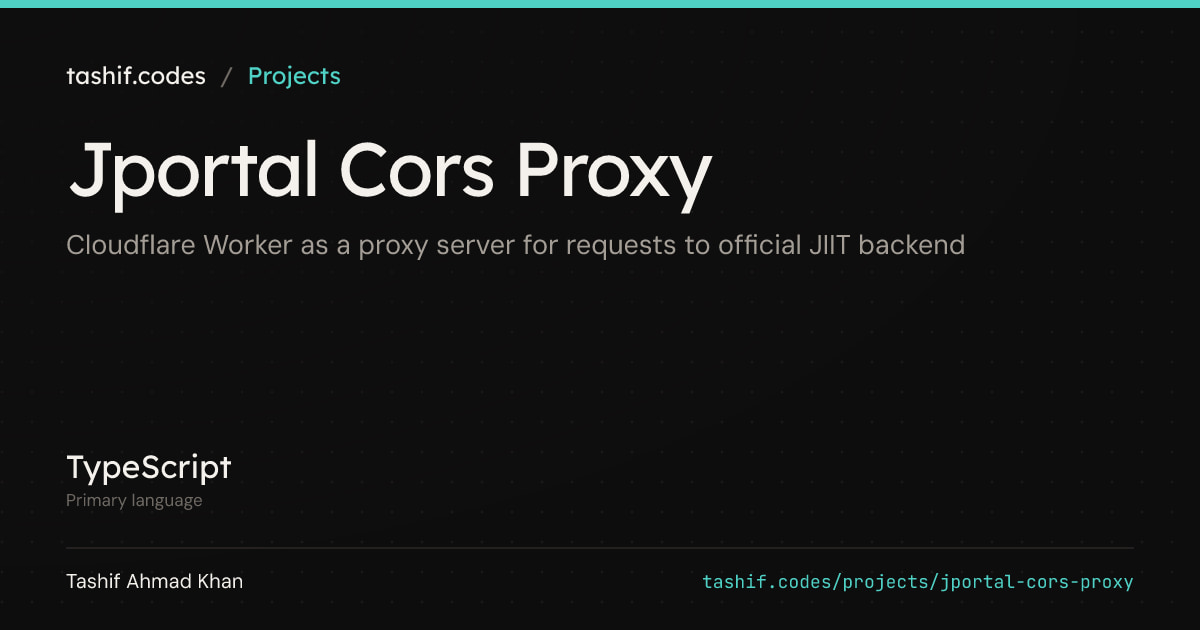 tashif.codes / Projects
Jportal Cors Proxy
Cloudflare Worker as a proxy server for requests to official JIIT backend
TypeScript
Primary language
Tashif Ahmad Khan
tashif.codes/projects/jportal-cors-proxy